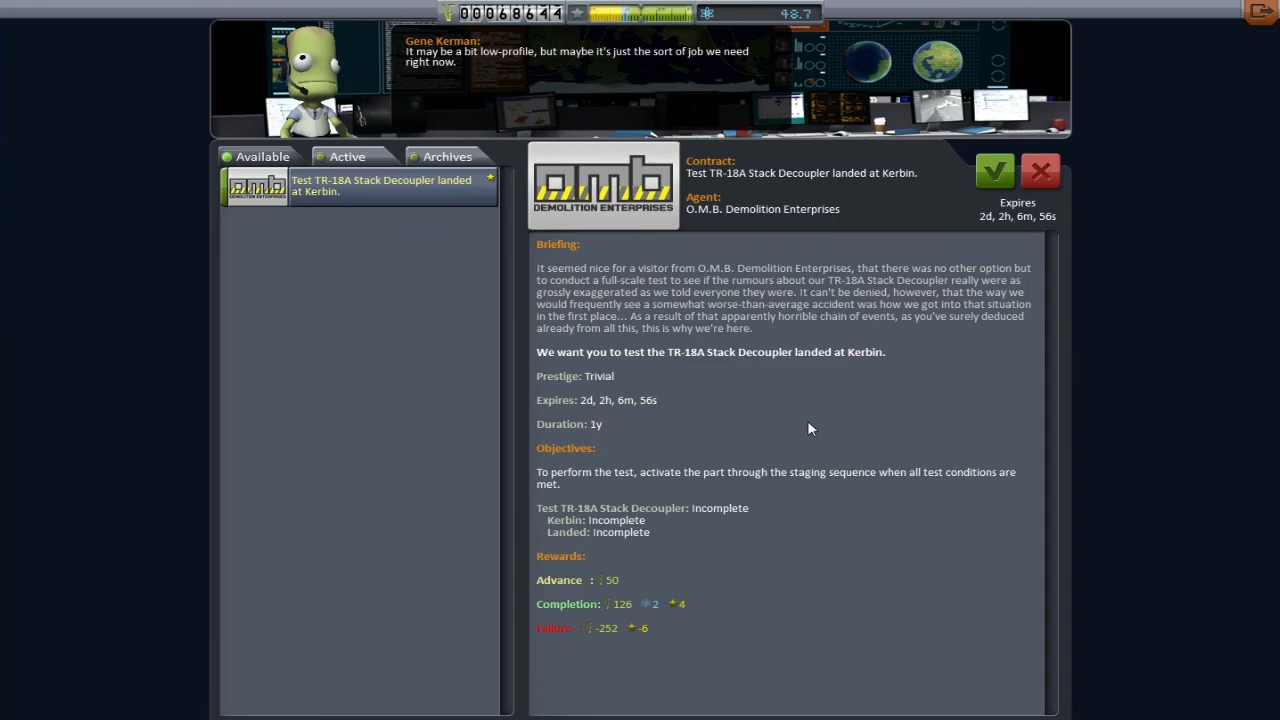 00068644
48.7
Gene Kerman:
It may be a bit low-profile, but maybe it's just the sort of job we need
right now.
Available
Active
Archives
Test TR-18A Stack Decoupler landed
at Kerbin.
omb
DEMOLITION ENTERPRISES
Contract:
Test TR-18A Stack Decoupler landed at Kerbin.
Agent:
O.M.B. Demolition Enterprises
Expires
2d, 2h, 6m, 56s
Briefing:
It seemed nice for a visitor from O.M.B. Demolition Enterprises, that there was no other option but
to conduct a full-scale test to see if the rumours about our TR-18A Stack Decoupler really were as
grossly exaggerated as we told everyone they were. It can't be denied, however, that the way we
would frequently see a somewhat worse-than-average accident was how we got into that situation
in the first place... As a result of that apparently horrible chain of events, as you've surely deduced
already from all this, this is why we're here.
We want you to test the TR-18A Stack Decoupler landed at Kerbin.
Prestige: Trivial
Expires: 2d, 2h, 6m, 56s
Duration: 1y
Objectives:
To perform the test, activate the part through the staging sequence when all test conditions are
met.
Test TR-18A Stack Decoupler: Incomplete
Kerbin: Incomplete
Landed: Incomplete
Rewards:
Advance : 50
Completion: 126 2 4
Failure : -252 -6